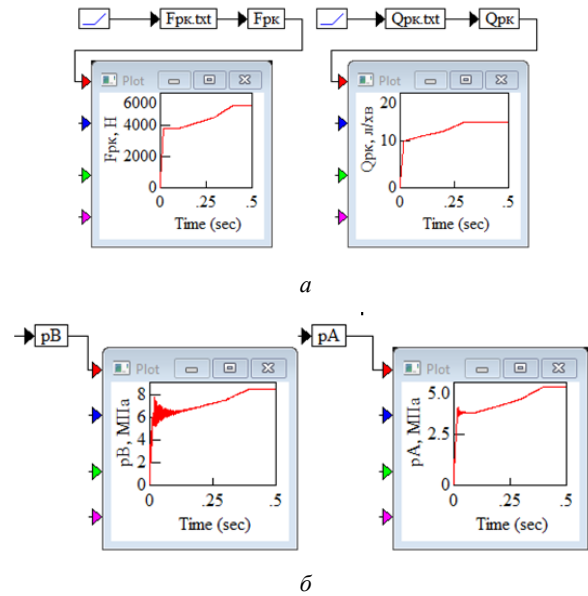 Fрк.txt Fрк Qрк.txt Qрк
Plot Plot
Fрк, Н
6000
4000
2000
0
0 .25 .5
Time (sec)
Qрк, л/хв
20
10
0
0 .25 .5
Time (sec)
а
pB pA
Plot Plot
pB, МПа
8
6
4
2
0
0 .25 .5
Time (sec)
pA, МПа
5.0
2.5
0
0 .25 .5
Time (sec)
б